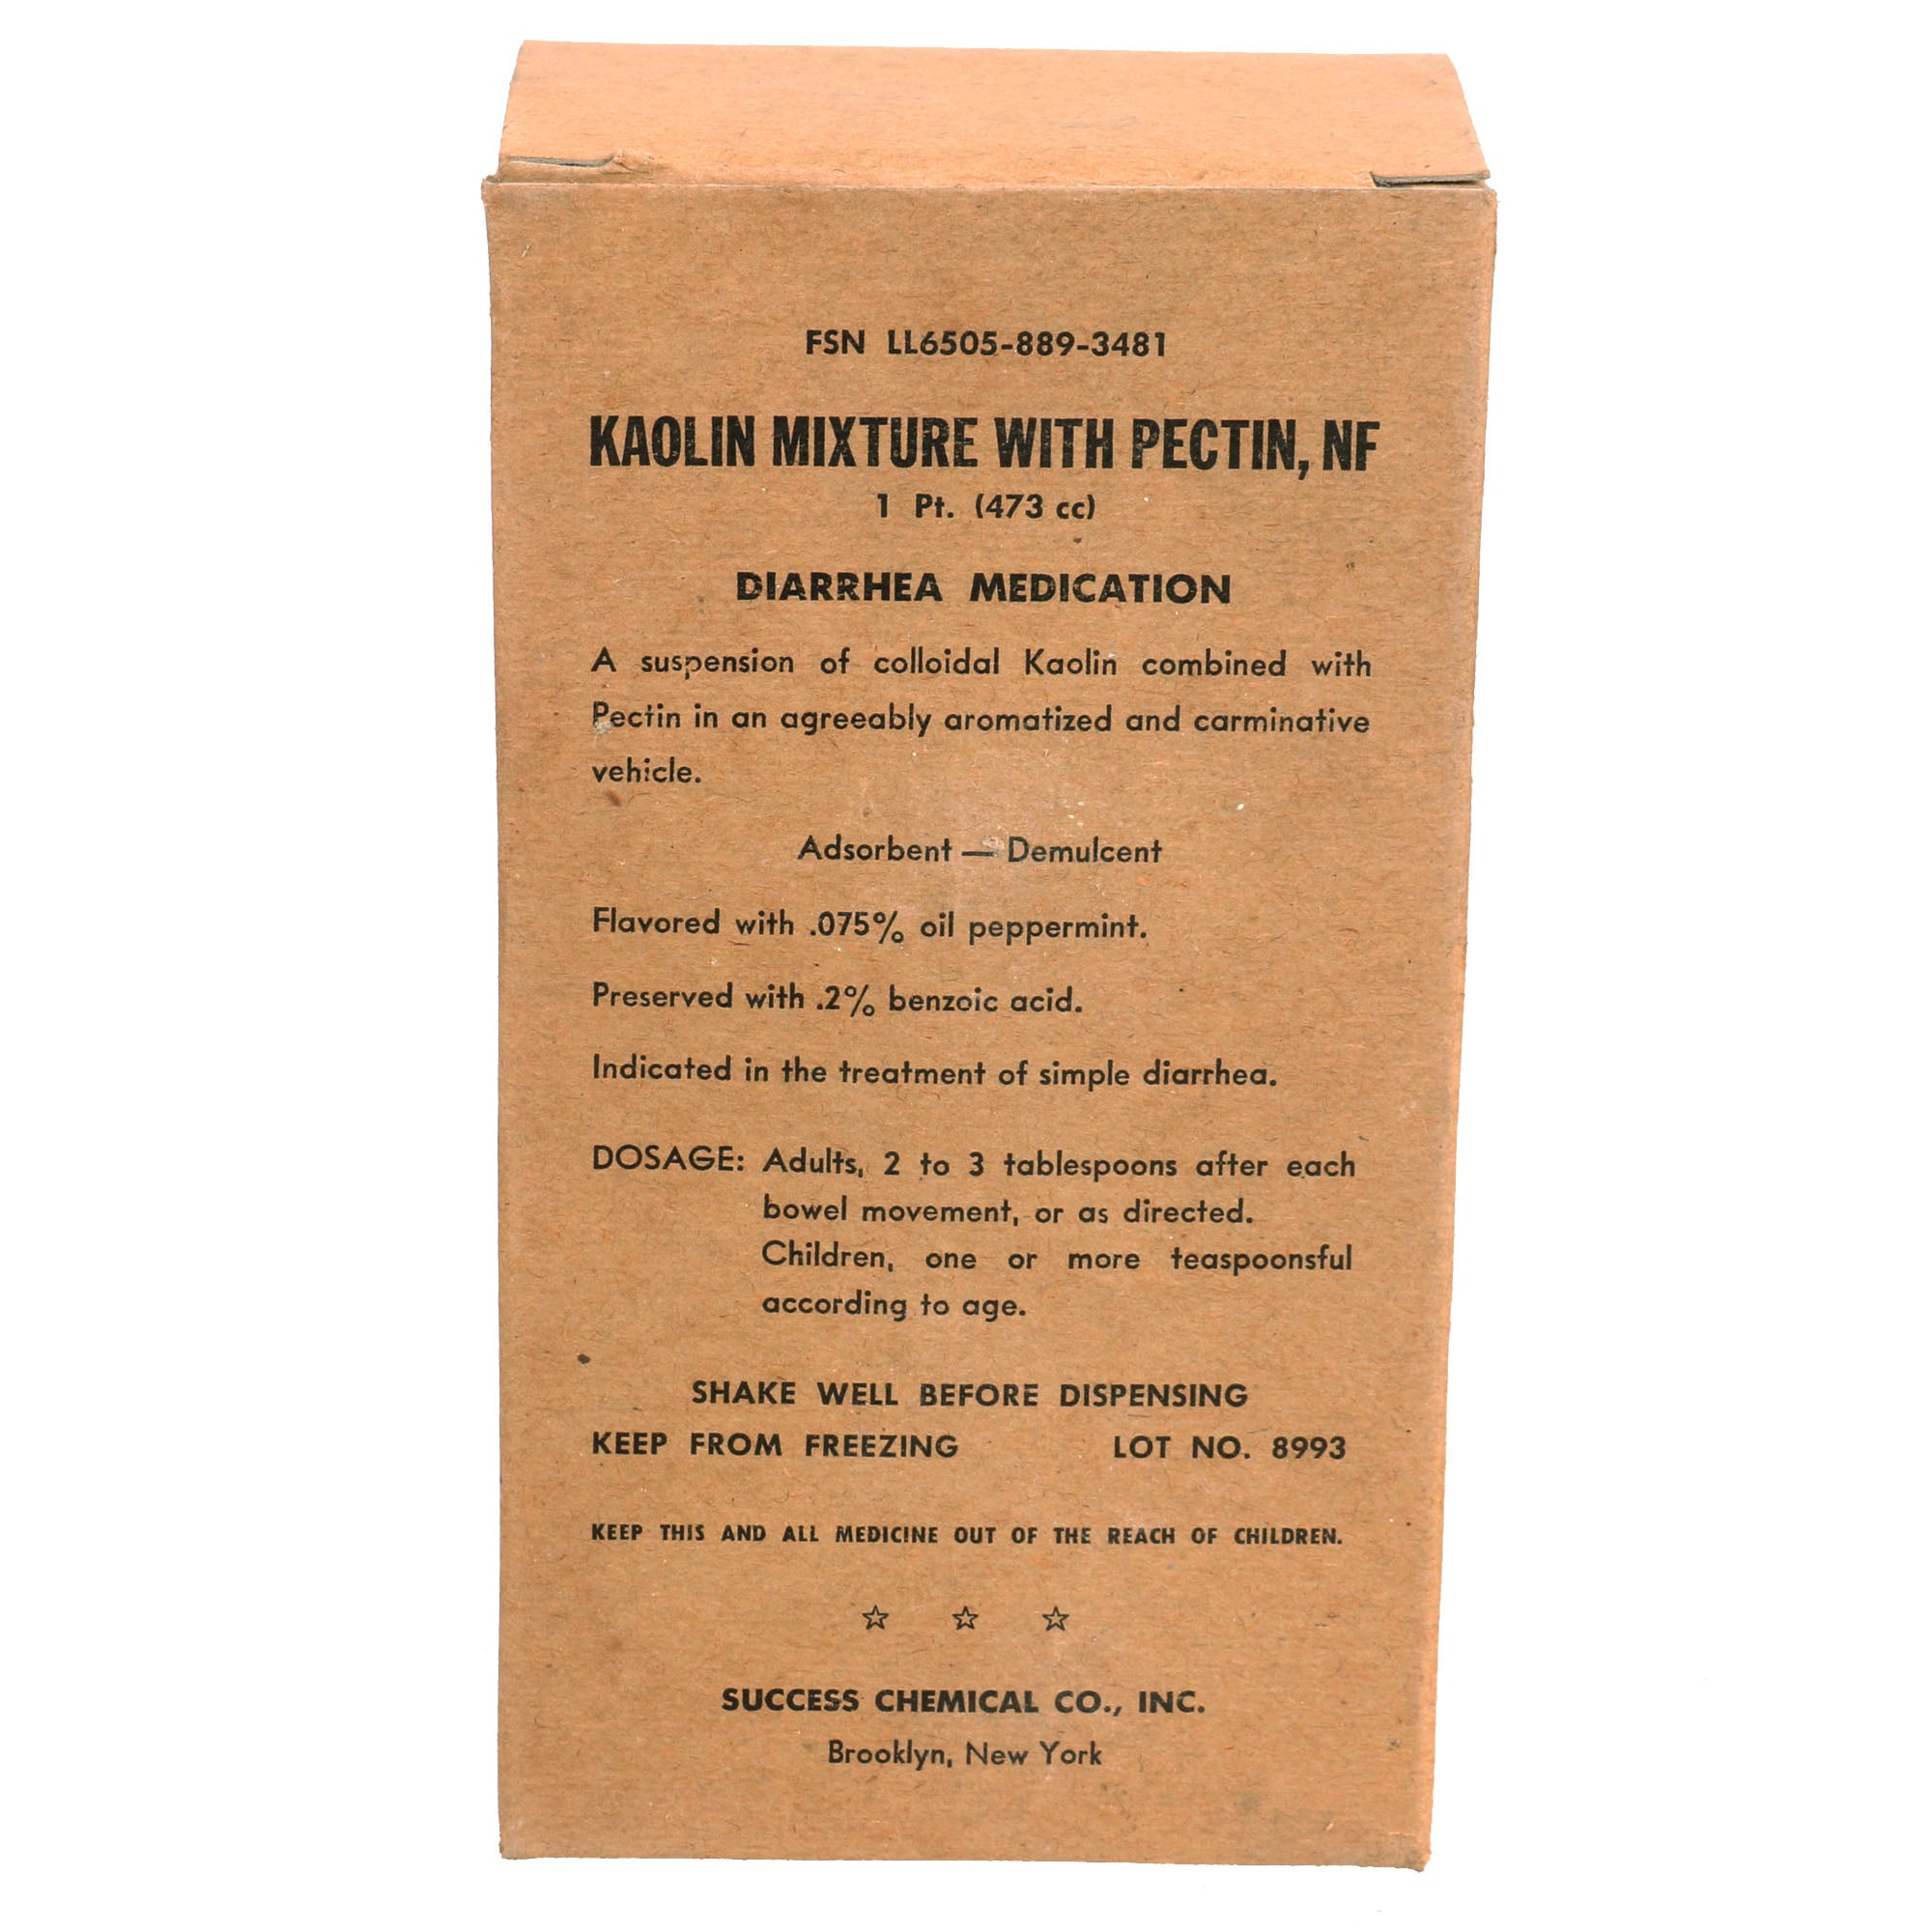 FSN LL6505-889-3481
KAOLIN MIXTURE WITH PECTIN, NF
1 Pt. (473 cc)
DIARRHEA MEDICATION
A suspension of colloidal Kaolin combined with
Pectin in an agreeably aromatized and carminative
vehicle.
Adsorbent — Demulcent
Flavored with .075% oil peppermint.
Preserved with .2% benzoic acid.
Indicated in the treatment of simple diarrhea.
DOSAGE: Adults, 2 to 3 tablespoons after each
bowel movement, or as directed.
Children, one or more teaspoonsful
according to age.
SHAKE WELL BEFORE DISPENSING
KEEP FROM FREEZING LOT NO. 8993
KEEP THIS AND ALL MEDICINE OUT OF THE REACH OF CHILDREN.
☆ ☆ ☆
SUCCESS CHEMICAL CO., INC.
Brooklyn, New York